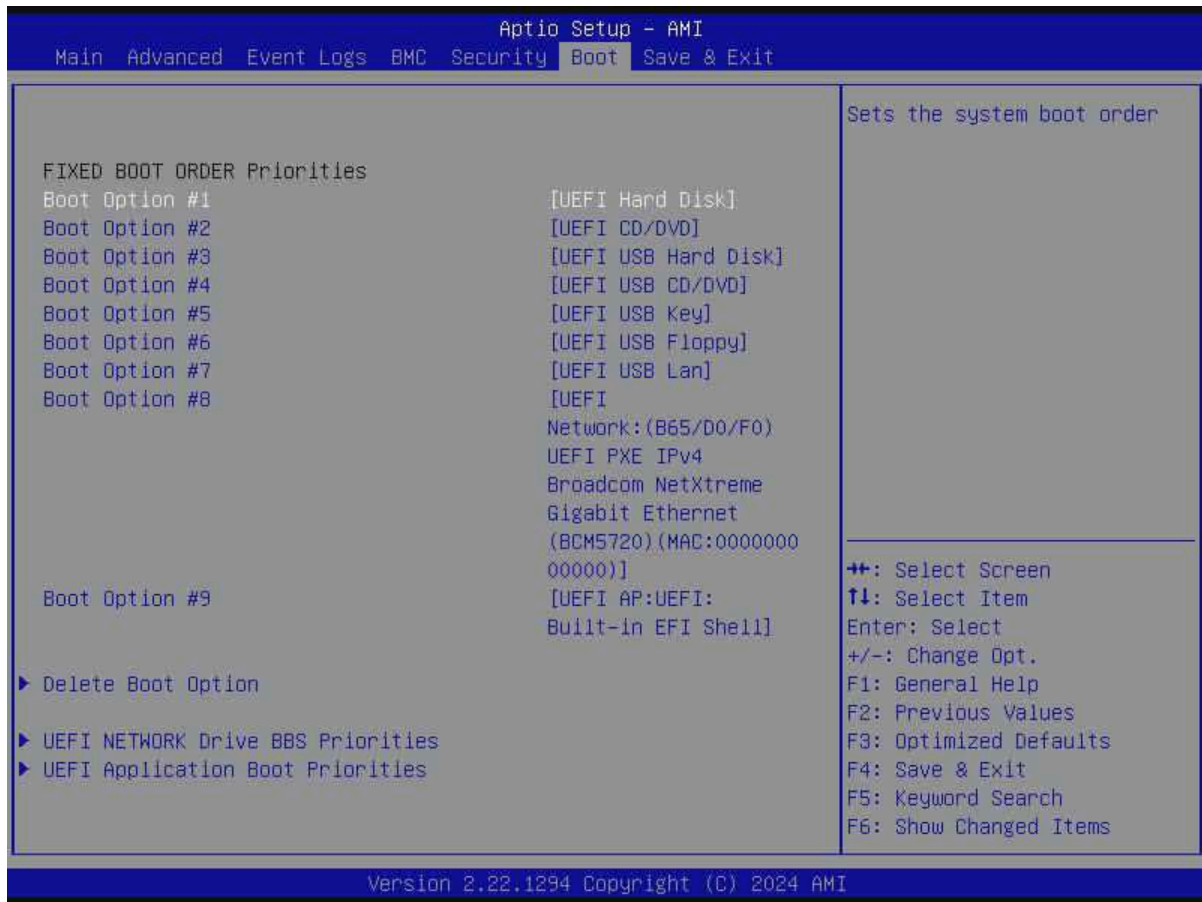 Aptio Setup - AMI
Main Advanced Event Logs BMC Security Boot Save & Exit
FIXED BOOT ORDER Priorities
Boot Option #1 [UEFI Hard Disk]
Boot Option #2 [UEFI CD/DVD]
Boot Option #3 [UEFI USB Hard Disk]
Boot Option #4 [UEFI USB CD/DVD]
Boot Option #5 [UEFI USB Key]
Boot Option #6 [UEFI USB Floppy]
Boot Option #7 [UEFI USB Lan]
Boot Option #8 [UEFI
Network:(B65/D0/F0)
UEFI PXE IPv4
Broadcom NetXtreme
Gigabit Ethernet
(BCM5720)(MAC:0000000
00000)]
Boot Option #9 [UEFI AP:UEFI:
Built-in EFI Shell]
Delete Boot Option
UEFI NETWORK Drive BBS Priorities
UEFI Application Boot Priorities
Sets the system boot order
→←: Select Screen
↑↓: Select Item
Enter: Select
+/-: Change Opt.
F1: General Help
F2: Previous Values
F3: Optimized Defaults
F4: Save & Exit
F5: Keyword Search
F6: Show Changed Items
Version 2.22.1294 Copyright (C) 2024 AMI